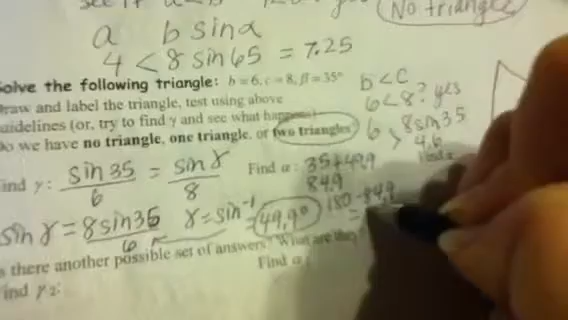 No triangle
a b sin α
4 < 8 sin 65 = 7.25
Solve the following triangle: b = 6, c = 8, β = 35°
Draw and label the triangle, test using above
guidelines (or, try to find γ and see what happens)
Do we have no triangle, one triangle, or two triangles?
b < c
6 < 8? yes
6 > 8 sin 35
4.6
Find γ: sin 35 / 6 = sin γ / 8
Find α: 35 + 49.9
84.9
180 - 84.9
=
sin γ = 8 sin 35 / 6 γ = sin⁻¹ = 49.9°
Is there another possible set of answers? What are they
Find γ₂: Find α